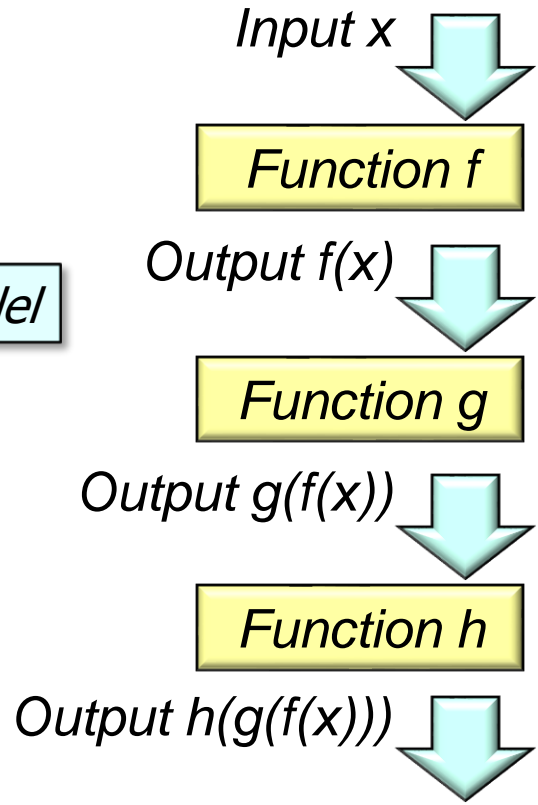 Input x
Function f
Output f(x)
Function g
Output g(f(x))
Function h
Output h(g(f(x)))